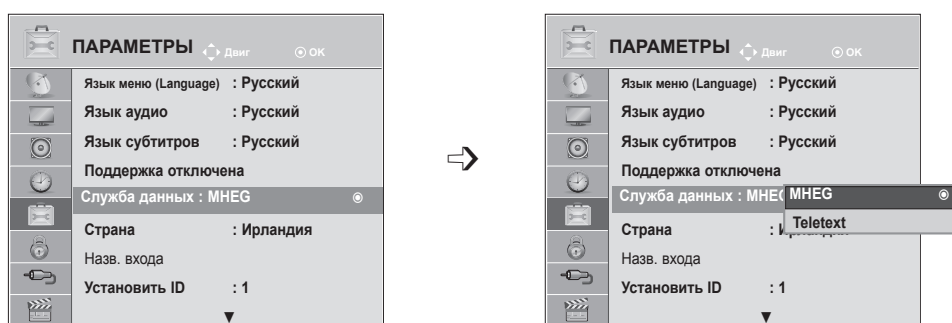 ПАРАМЕТРЫ Двиг ОК
Язык меню (Language) : Русский
Язык аудио : Русский
Язык субтитров : Русский
Поддержка отключена
Служба данных : MHEG
Страна : Ирландия
Назв. входа
Установить ID : 1
ПАРАМЕТРЫ Двиг ОК
Язык меню (Language) : Русский
Язык аудио : Русский
Язык субтитров : Русский
Поддержка отключена
Служба данных : MHEG
MHEG
Teletext
Страна
Назв. входа
Установить ID : 1